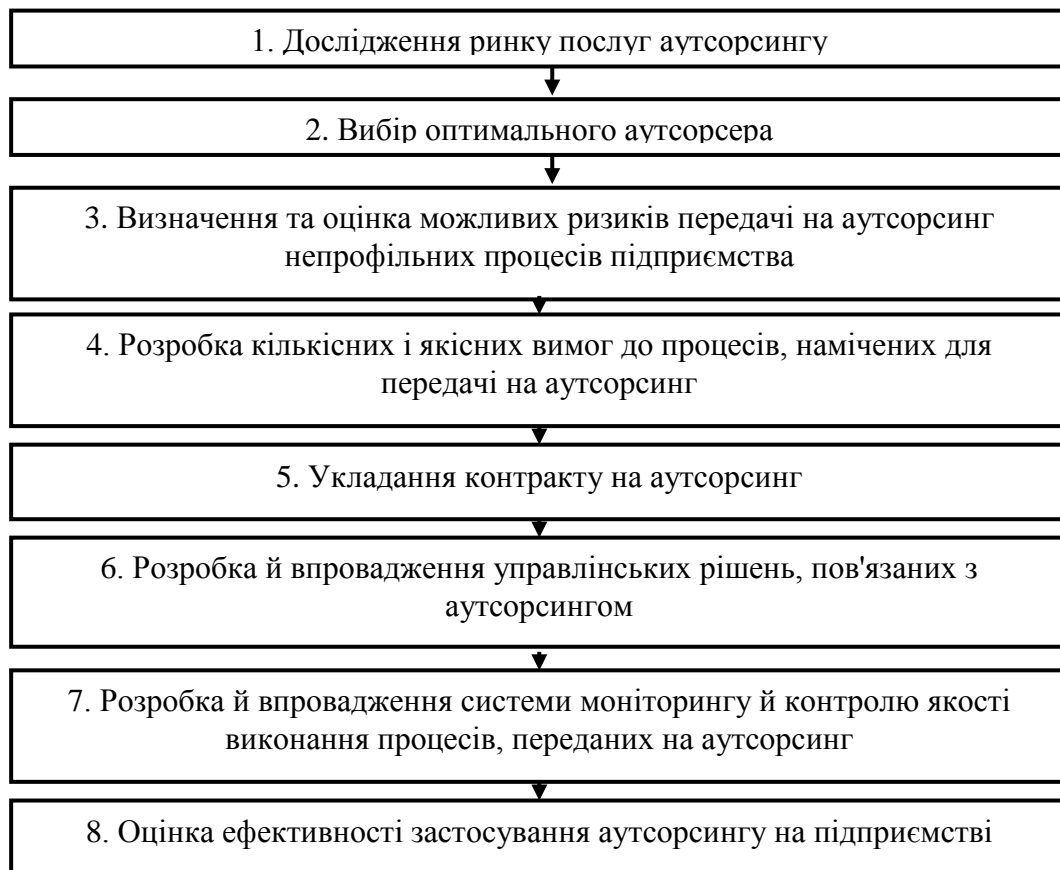 1. Дослідження ринку послуг аутсорсингу
2. Вибір оптимального аутсорсера
3. Визначення та оцінка можливих ризиків передачі на аутсорсинг
непрофільних процесів підприємства
4. Розробка кількісних і якісних вимог до процесів, намічених для
передачі на аутсорсинг
5. Укладання контракту на аутсорсинг
6. Розробка й впровадження управлінських рішень, пов'язаних з
аутсорсингом
7. Розробка й впровадження системи моніторингу й контролю якості
виконання процесів, переданих на аутсорсинг
8. Оцінка ефективності застосування аутсорсингу на підприємстві